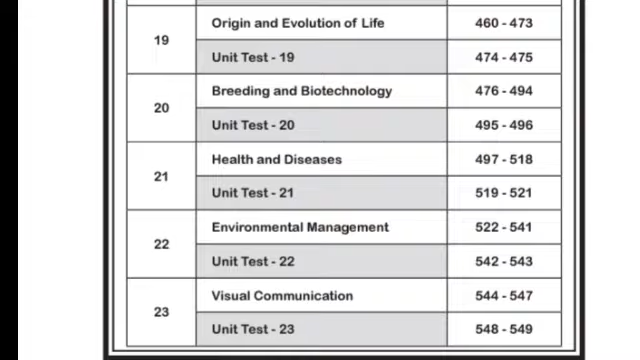 19 Origin and Evolution of Life 460 - 473
Unit Test - 19 474 - 475
20 Breeding and Biotechnology 476 - 494
Unit Test - 20 495 - 496
21 Health and Diseases 497 - 518
Unit Test - 21 519 - 521
22 Environmental Management 522 - 541
Unit Test - 22 542 - 543
23 Visual Communication 544 - 547
Unit Test - 23 548 - 549